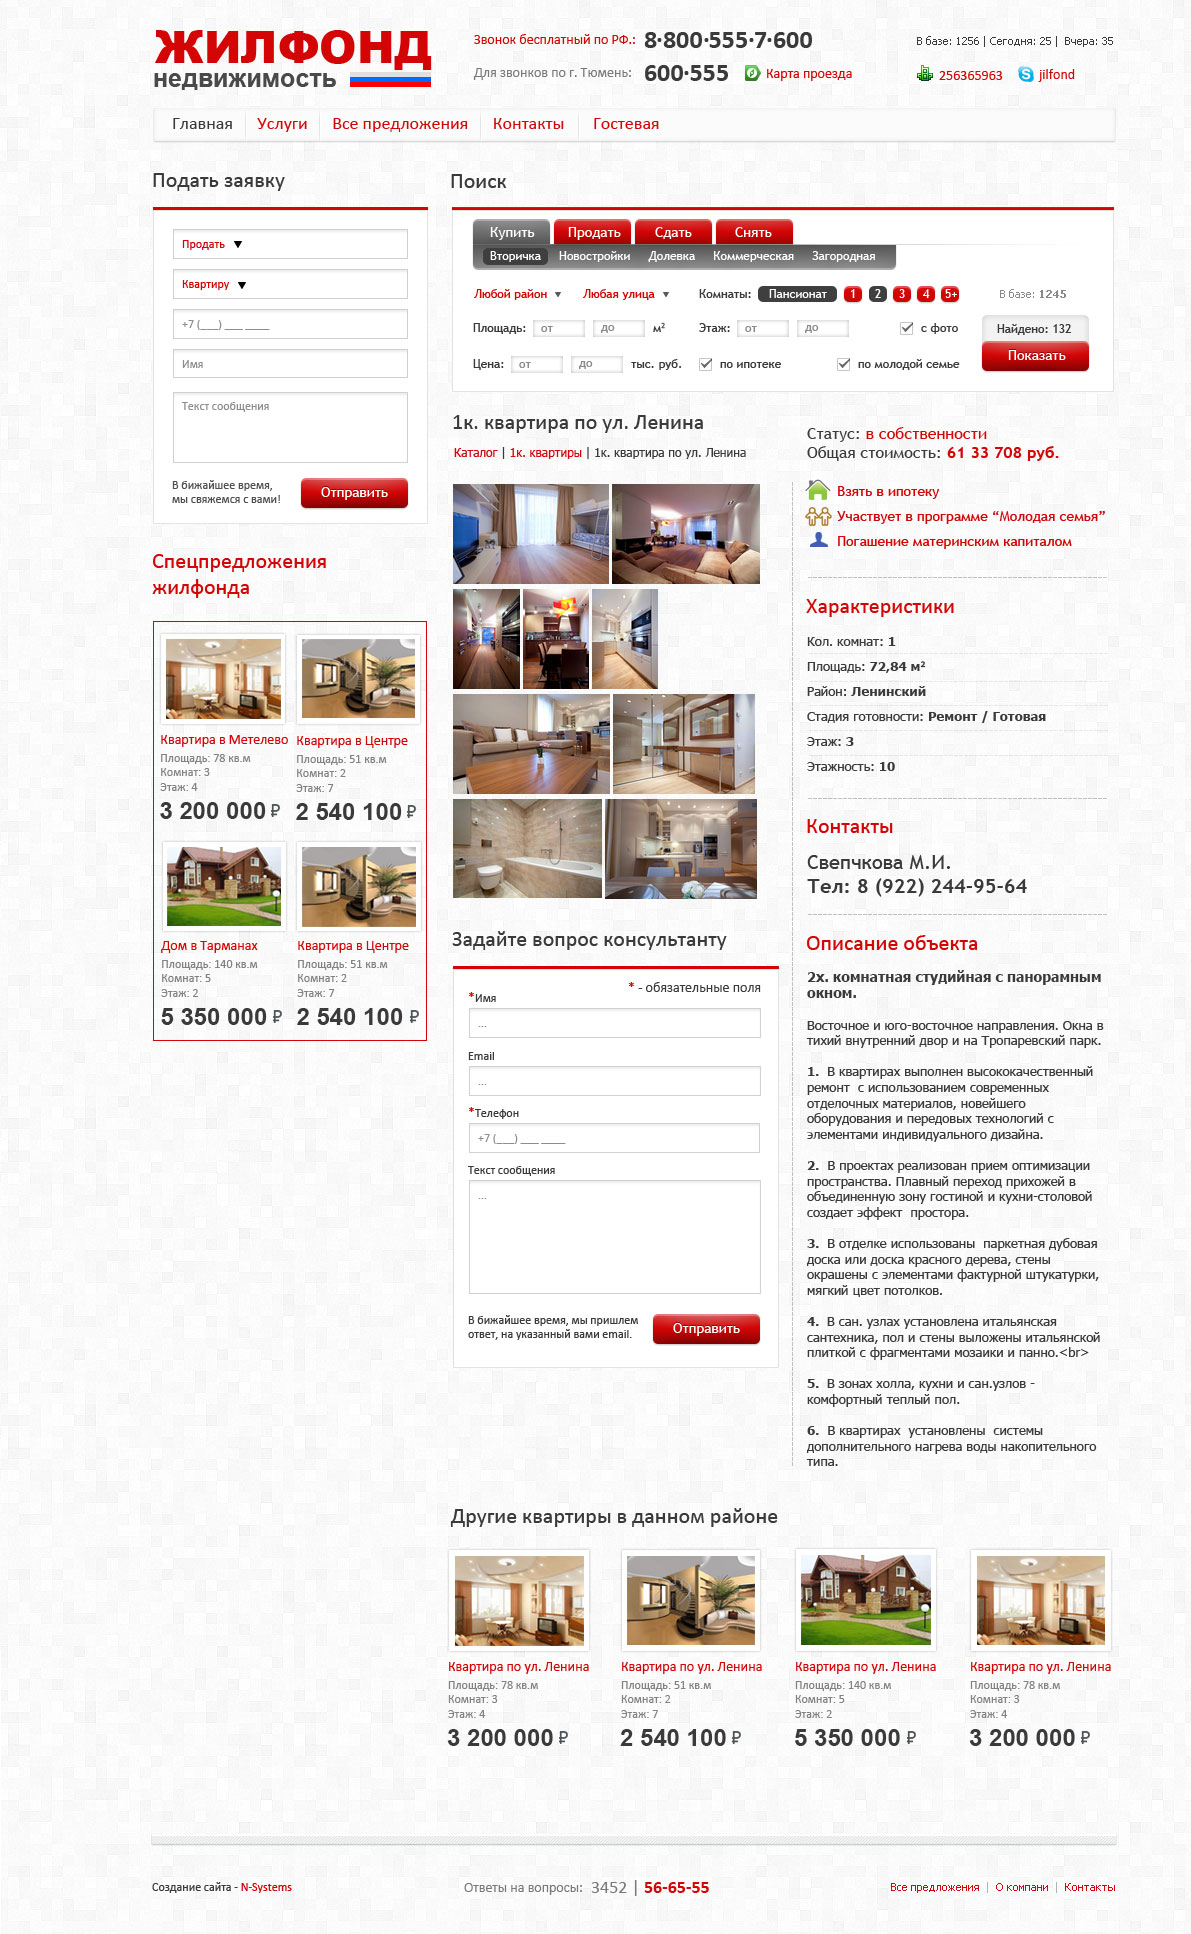 ЖИЛФОНД
недвижимость
Звонок бесплатный по РФ.: 8·800·555·7·600
Для звонков по г. Тюмень: 600·555 Карта проезда
В базе: 1256 | Сегодня: 25 | Вчера: 35
256365963 jilfond
Главная Услуги Все предложения Контакты Гостевая
Подать заявку
Продать
Квартиру
+7 (___) ___ ____
Имя
Текст сообщения
В бижайшее время,
мы свяжемся с вами!
Отправить
Спецпредложения
жилфонда
Квартира в Метелево
Площадь: 78 кв.м
Комнат: 3
Этаж: 4
3 200 000 ₽
Квартира в Центре
Площадь: 51 кв.м
Комнат: 2
Этаж: 7
2 540 100 ₽
Дом в Тарманах
Площадь: 140 кв.м
Комнат: 5
Этаж: 2
5 350 000 ₽
Квартира в Центре
Площадь: 51 кв.м
Комнат: 2
Этаж: 7
2 540 100 ₽
Поиск
Купить Продать Сдать Снять
Вторичка Новостройки Долевка Коммерческая Загородная
Любой район Любая улица Комнаты: Пансионат 1 2 3 4 5+ В базе: 1245
Площадь: от до м² Этаж: от до с фото Найдено: 132
Цена: от до тыс. руб. по ипотеке по молодой семье Показать
1к. квартира по ул. Ленина
Каталог | 1к. квартиры | 1к. квартира по ул. Ленина
Задайте вопрос консультанту
* - обязательные поля
*Имя
...
Email
...
*Телефон
+7 (___) ___ ____
Текст сообщения
...
В бижайшее время, мы пришлем
ответ, на указанный вами email.
Отправить
Статус: в собственности
Общая стоимость: 61 33 708 руб.
Взять в ипотеку
Участвует в программе “Молодая семья”
Погашение материнским капиталом
Характеристики
Кол. комнат: 1
Площадь: 72,84 м²
Район: Ленинский
Стадия готовности: Ремонт / Готовая
Этаж: 3
Этажность: 10
Контакты
Свепчкова М.И.
Тел: 8 (922) 244-95-64
Описание объекта
2х. комнатная студийная с панорамным
окном.
Восточное и юго-восточное направления. Окна в
тихий внутренний двор и на Тропаревский парк.
1. В квартирах выполнен высококачественный
ремонт с использованием современных
отделочных материалов, новейшего
оборудования и передовых технологий с
элементами индивидуального дизайна.
2. В проектах реализован прием оптимизации
пространства. Плавный переход прихожей в
объединенную зону гостиной и кухни-столовой
создает эффект простора.
3. В отделке использованы паркетная дубовая
доска или доска красного дерева, стены
окрашены с элементами фактурной штукатурки,
мягкий цвет потолков.
4. В сан. узлах установлена итальянская
сантехника, пол и стены выложены итальянской
плиткой с фрагментами мозаики и панно.<br>
5. В зонах холла, кухни и сан.узлов -
комфортный теплый пол.
6. В квартирах установлены системы
дополнительного нагрева воды накопительного
типа.
Другие квартиры в данном районе
Квартира по ул. Ленина
Площадь: 78 кв.м
Комнат: 3
Этаж: 4
3 200 000 ₽
Квартира по ул. Ленина
Площадь: 51 кв.м
Комнат: 2
Этаж: 7
2 540 100 ₽
Квартира по ул. Ленина
Площадь: 140 кв.м
Комнат: 5
Этаж: 2
5 350 000 ₽
Квартира по ул. Ленина
Площадь: 78 кв.м
Комнат: 3
Этаж: 4
3 200 000 ₽
Создание сайта - N-Systems
Ответы на вопросы: 3452 | 56-65-55
Все предложения | О компани | Контакты